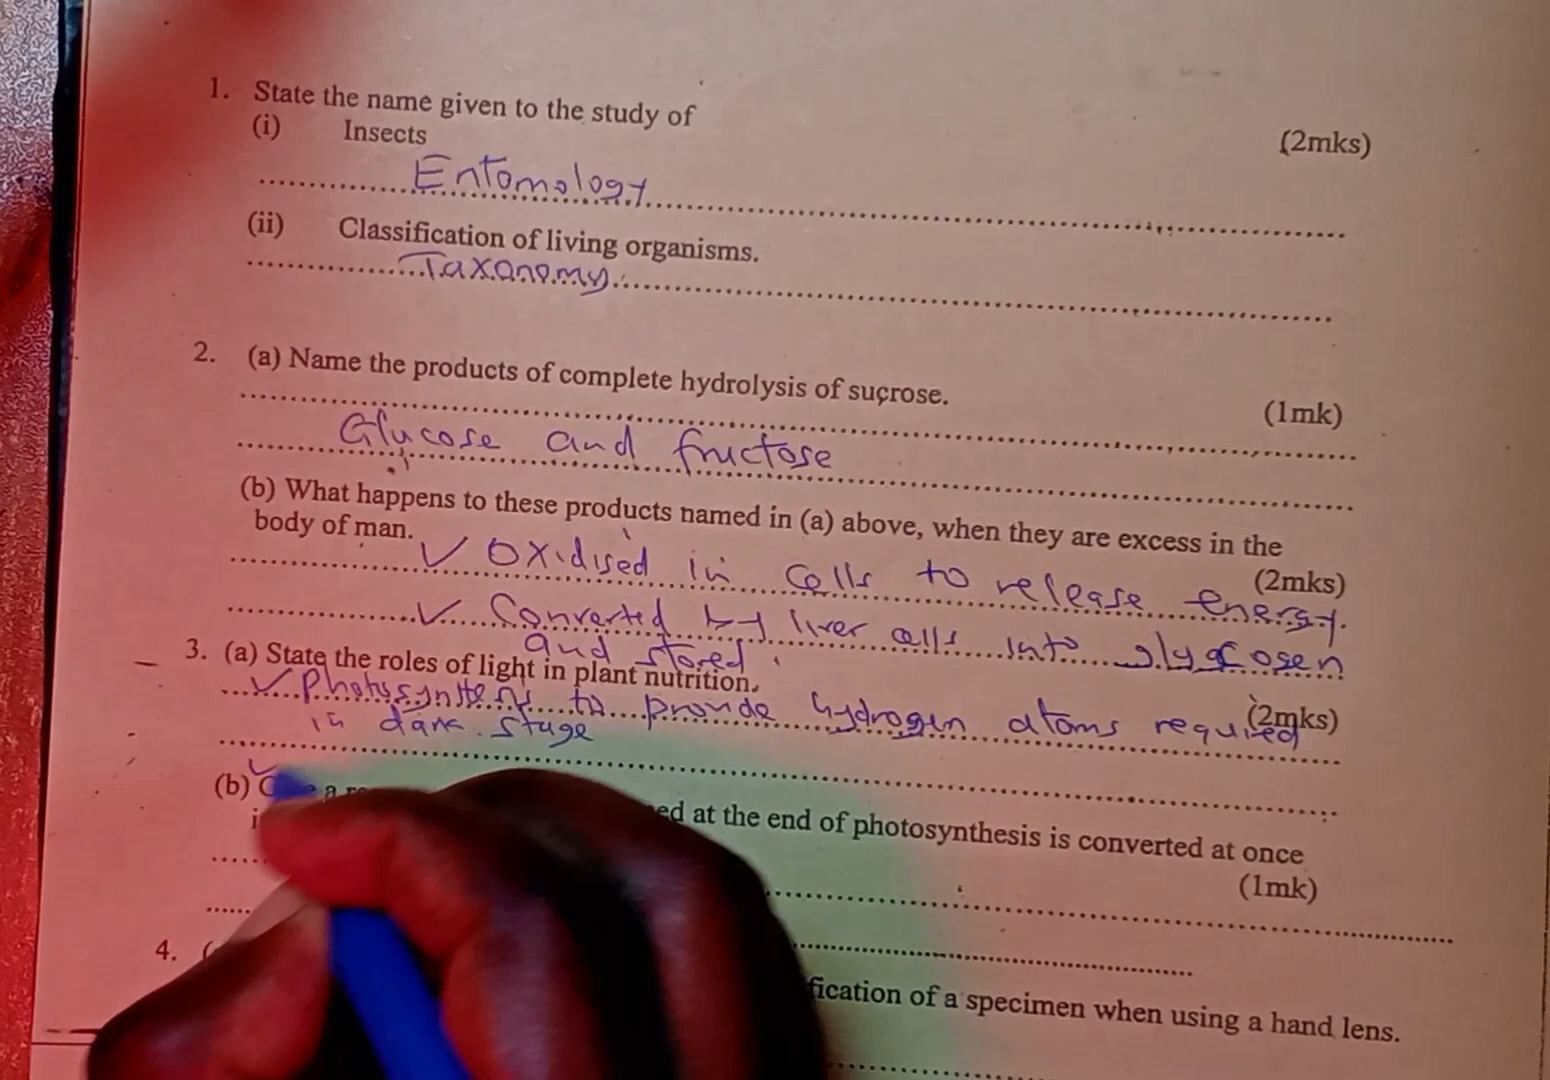 1. State the name given to the study of
(i) Insects (2mks)
Entomology
(ii) Classification of living organisms.
Taxonomy
2. (a) Name the products of complete hydrolysis of sucrose. (1mk)
Glucose and fructose
(b) What happens to these products named in (a) above, when they are excess in the
body of man. (2mks)
✓ Oxidised in cells to release energy.
✓ Converted by liver cells into glycogen
and stored.
3. (a) State the roles of light in plant nutrition. (2mks)
✓ to provide hydrogen atoms required
in dark stage
(b) a at the end of photosynthesis is converted at once
(1mk)
4.
of a specimen when using a hand lens.